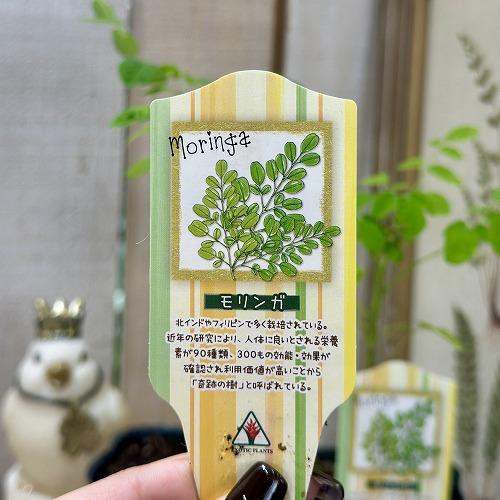 Moringa
モリンガ
北インドやフィリピンで多く栽培されている。
近年の研究により、人体に良いとされる栄養
素が90種類、300もの効能・効果が
確認され利用価値が高いことから
「奇跡の樹」と呼ばれている。
EXOTIC PLANTS